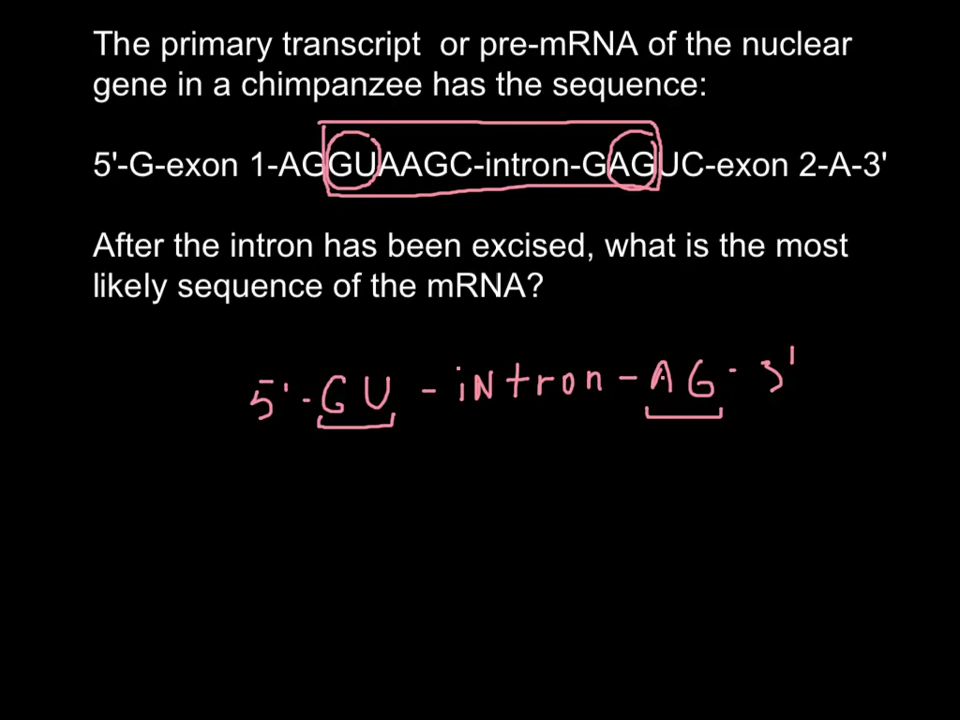 The primary transcript or pre-mRNA of the nuclear
gene in a chimpanzee has the sequence:
5'-G-exon 1-AGGUAAGC-intron-GAGUC-exon 2-A-3'
After the intron has been excised, what is the most
likely sequence of the mRNA?
5'-GU-iNtron-AG-3'